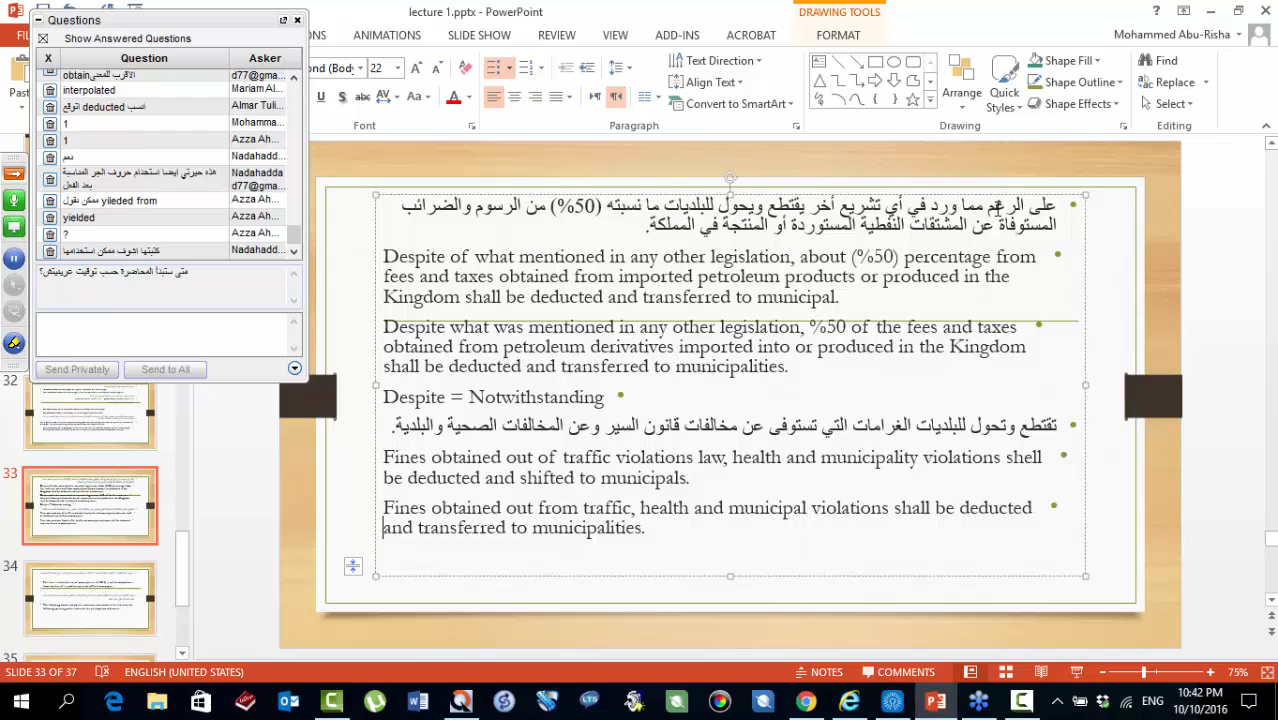 lecture 1.pptx - PowerPoint
DRAWING TOOLS
Questions
ANIMATIONS SLIDE SHOW REVIEW VIEW ADD-INS ACROBAT FORMAT
Mohammed Abu-Risha
Show Answered Questions
X Question Asker
obtain الاقرب للمعنى d77@gma...
interpolated Mariam Al...
deducted انسب اتوقع Almar Tuli...
1 Mohamma...
1 Azza Ah...
نعم Nadahadd...
هذه حيرتي ايضا استخدام حروف الجر المناسبة Nadahadda
بعد الفعل d77@gma...
ممكن نقول yileded from Azza Ah...
yielded Azza Ah...
? Azza Ah...
كتبتها اشوف ممكن استخدامها Nadahadd...
متى ستبدأ المحاضرة حسب توقيت غرينيتش؟
Send Privately Send to All
Paste
ond (Body) 22
Text Direction
Align Text
Convert to SmartArt
Arrange
Quick Styles
Shape Fill
Shape Outline
Shape Effects
Find
Replace
Select
Font Paragraph Drawing Editing
على الرغم مما ورد في أي تشريع أخر يقتطع ويحول للبلديات ما نسبته (50%) من الرسوم والضرائب
المستوفاة عن المشتقات النفطية المستوردة أو المنتجة في المملكة.
Despite of what mentioned in any other legislation, about (%50) percentage from
fees and taxes obtained from imported petroleum products or produced in the
Kingdom shall be deducted and transferred to municipal.
Despite what was mentioned in any other legislation, %50 of the fees and taxes
obtained from petroleum derivatives imported into or produced in the Kingdom
shall be deducted and transferred to municipalities.
Despite = Notwithstanding
تقتطع وتحول للبلديات الغرامات التي تستوفى عن مخالفات قانون السير وعن المخالفات الصحية والبلدية.
Fines obtained out of traffic violations law, health and municipality violations shell
be deducted and shifted to municipals.
Fines obtained out from traffic, health and municipal violations shall be deducted
and transferred to municipalities.
32
33
34
35
SLIDE 33 OF 37 ENGLISH (UNITED STATES) NOTES COMMENTS 75%
ENG 10:42 PM
10/10/2016